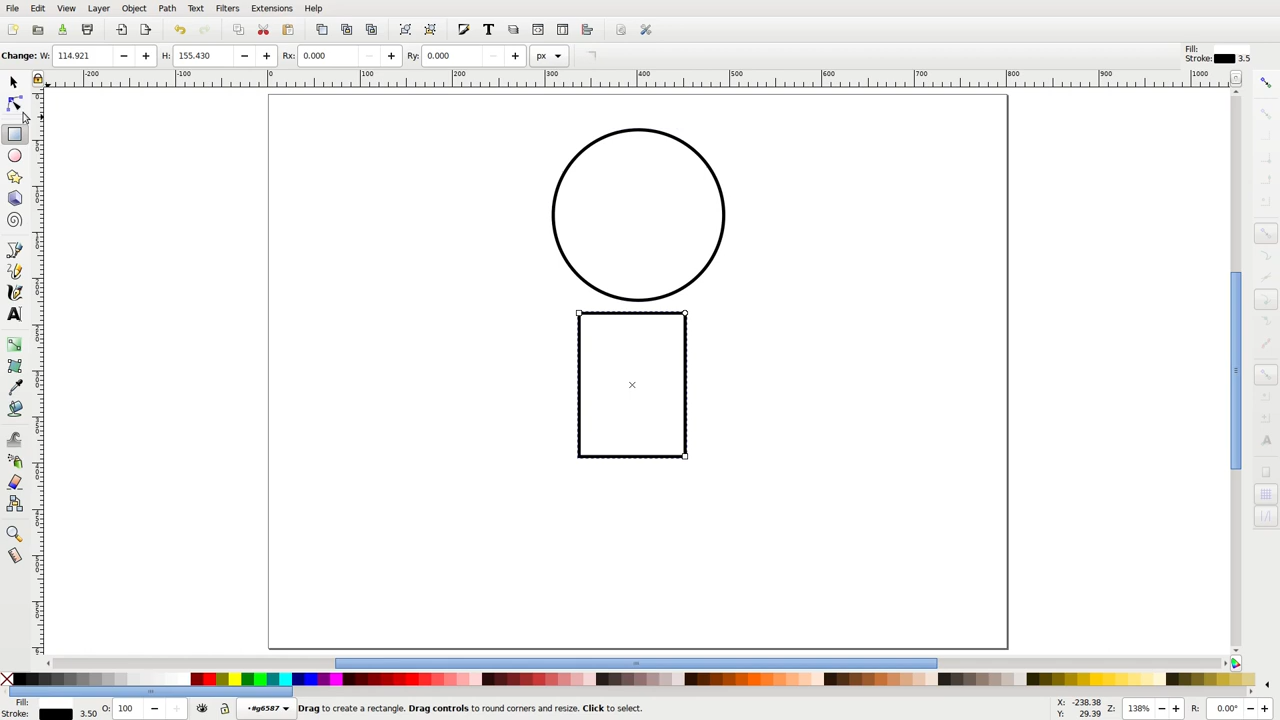 File Edit View Layer Object Path Text Filters Extensions Help
Change: W: 114.921 H: 155.430 Rx: 0.000 Ry: 0.000 px
Fill:
Stroke: 3.5
-200 -100 0 100 200 300 400 500 600 700 800 900 1000
Fill:
Stroke: 3.50
O: 100
•#g6587
Drag to create a rectangle. Drag controls to round corners and resize. Click to select.
X: -238.38
Y: 29.39
Z: 138%
R: 0.00°